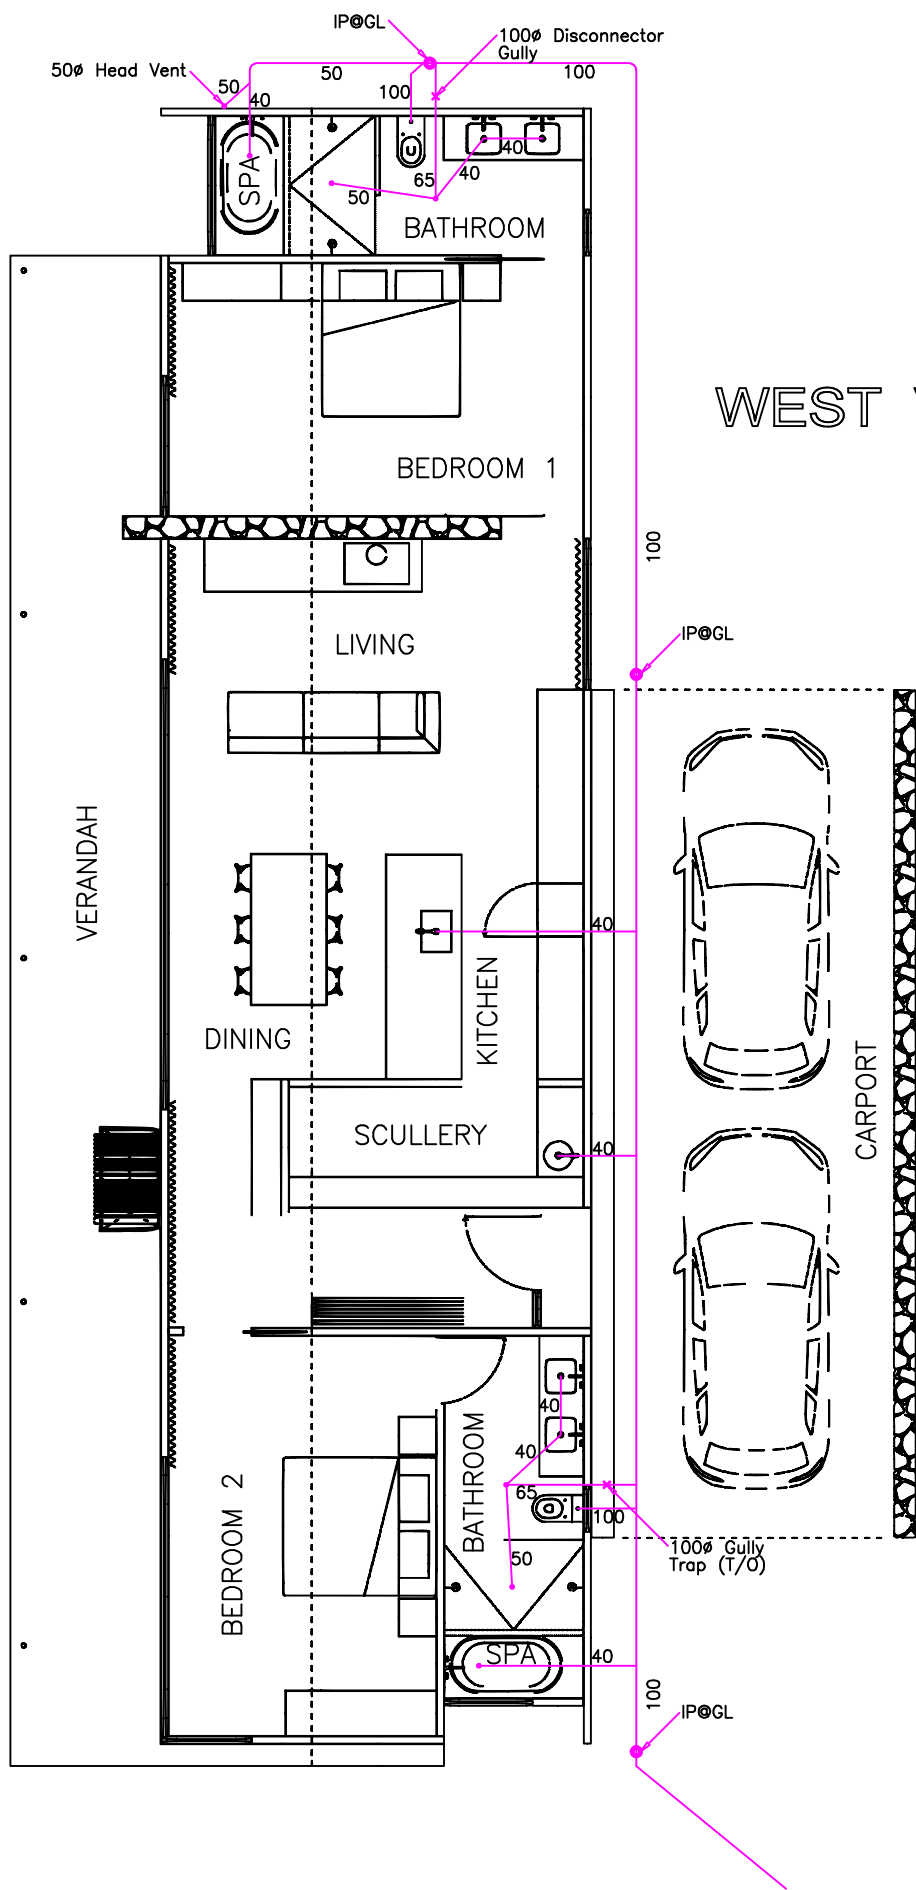 IP@GL
100ø Disconnector
Gully
50ø Head Vent
50
50
100
40
100
SPA
65
40
40
50
BATHROOM
WEST
BEDROOM 1
100
LIVING
IP@GL
VERANDAH
40
KITCHEN
DINING
CARPORT
SCULLERY
40
40
BATHROOM
40
BEDROOM 2
65
100
100ø Gully
Trap (T/O)
50
SPA
40
100
IP@GL